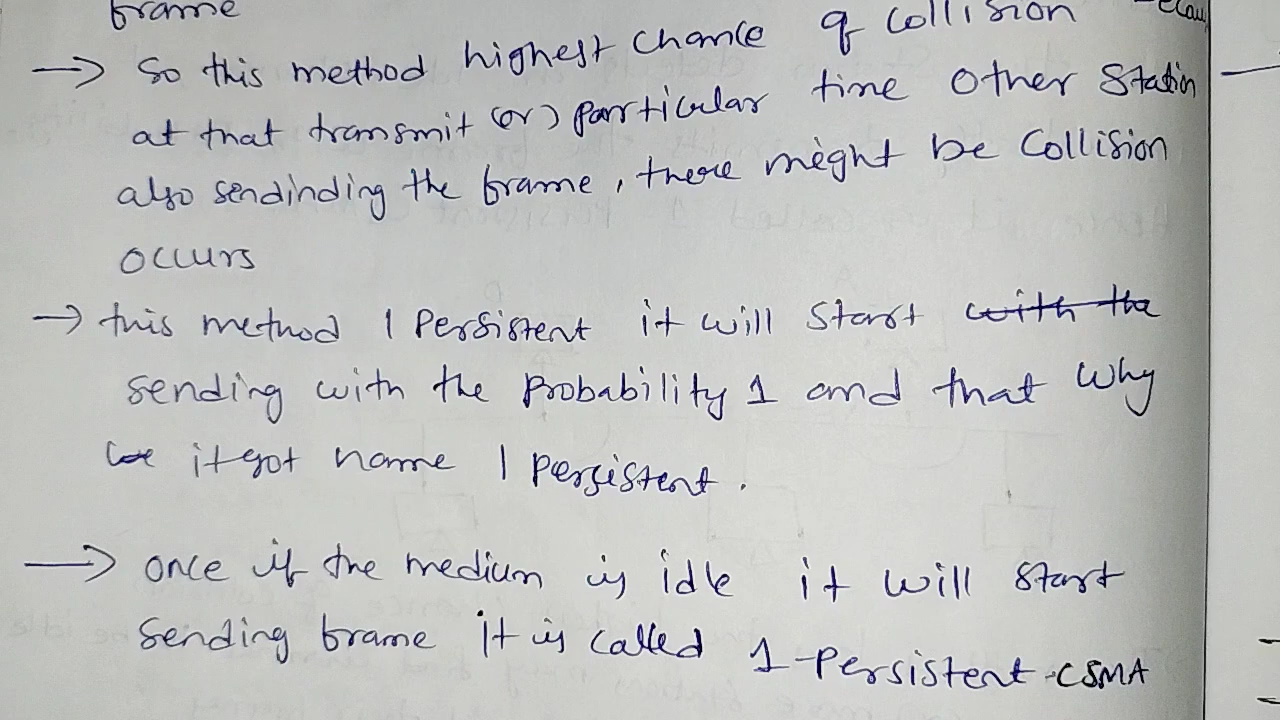 frame
→ So this method highest chance of collision
at that transmit (or) particular time Other Station
also sendinding the frame, there might be Collision
occurs
→ this method 1 Persistent it will Start with the
sending with the Probability 1 and that why
it got name 1 Persistent.
→ once if the medium is idle it will start
Sending frame it is called 1-Persistent-CSMA